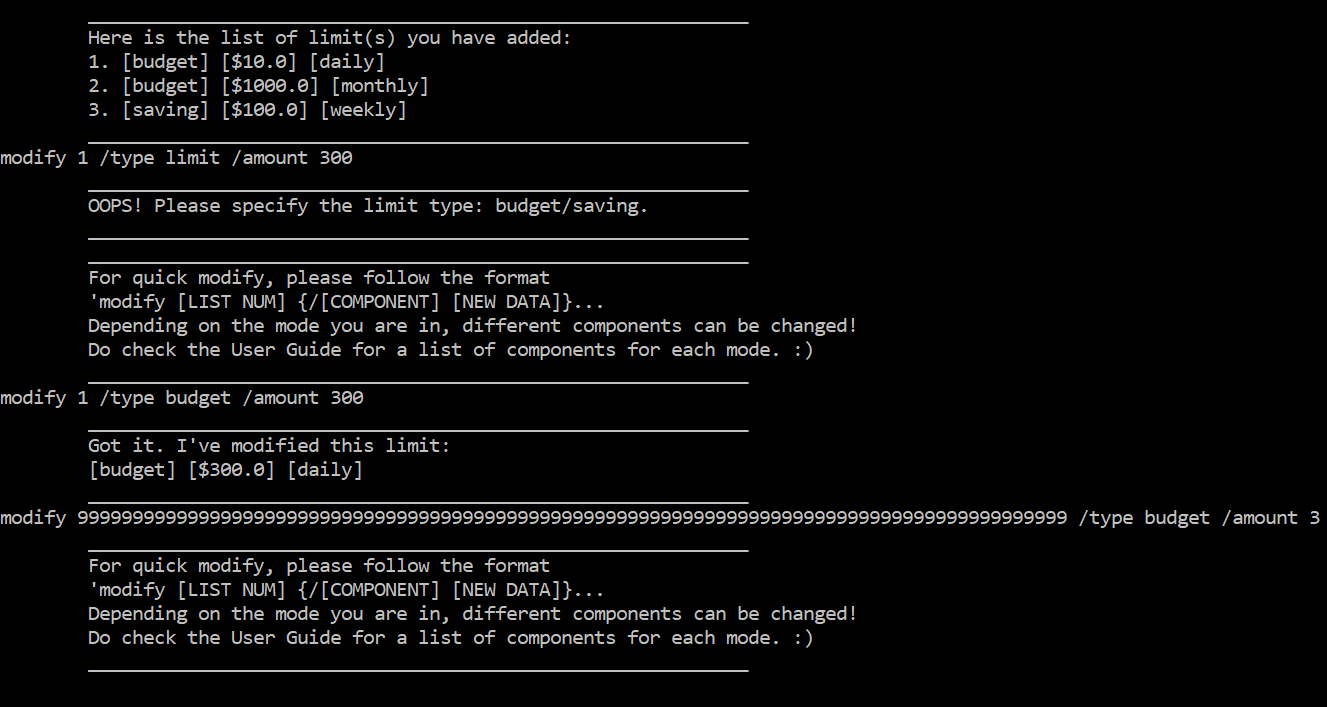 Here is the list of limit(s) you have added:
1. [budget] [$10.0] [daily]
2. [budget] [$1000.0] [monthly]
3. [saving] [$100.0] [weekly]
modify 1 /type limit /amount 300
OOPS! Please specify the limit type: budget/saving.
For quick modify, please follow the format
'modify [LIST NUM] {/[COMPONENT] [NEW DATA]}...
Depending on the mode you are in, different components can be changed!
Do check the User Guide for a list of components for each mode. :)
modify 1 /type budget /amount 300
Got it. I've modified this limit:
[budget] [$300.0] [daily]
modify 999999999999999999999999999999999999999999999999999999999999999999999999999999999999999999 /type budget /amount 3
For quick modify, please follow the format
'modify [LIST NUM] {/[COMPONENT] [NEW DATA]}...
Depending on the mode you are in, different components can be changed!
Do check the User Guide for a list of components for each mode. :)